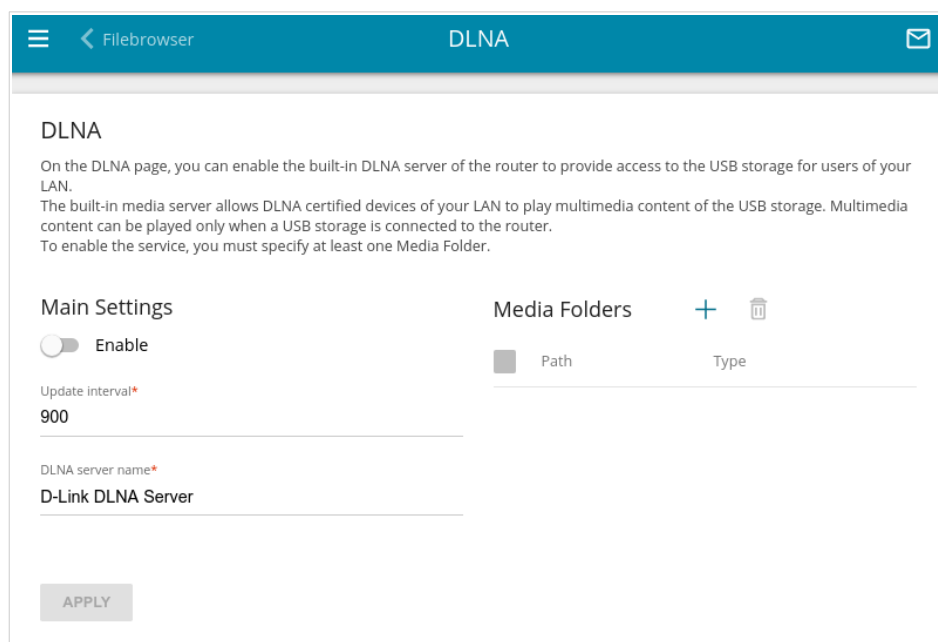 Filebrowser
DLNA
DLNA
On the DLNA page, you can enable the built-in DLNA server of the router to provide access to the USB storage for users of your
LAN.
The built-in media server allows DLNA certified devices of your LAN to play multimedia content of the USB storage. Multimedia
content can be played only when a USB storage is connected to the router.
To enable the service, you must specify at least one Media Folder.
Main Settings
Enable
Update interval*
900
DLNA server name*
D-Link DLNA Server
APPLY
Media Folders
Path Type